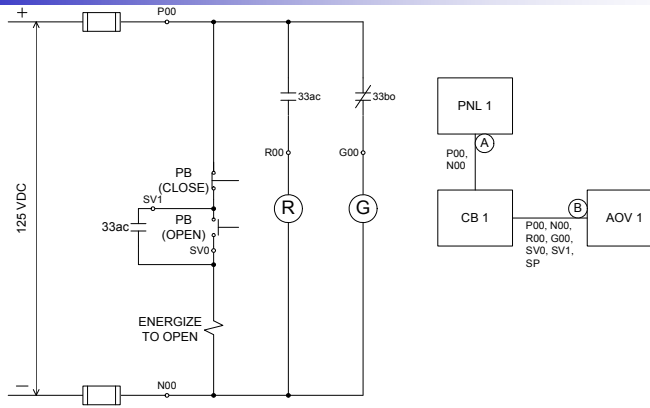 +
P00
33ac
33bo
R00
G00
PB
(CLOSE)
SV1
33ac
PB
(OPEN)
SV0
R
G
125 VDC
ENERGIZE
TO OPEN
—
N00
PNL 1
A
P00,
N00
CB 1
B
AOV 1
P00, N00,
R00, G00,
SV0, SV1,
SP